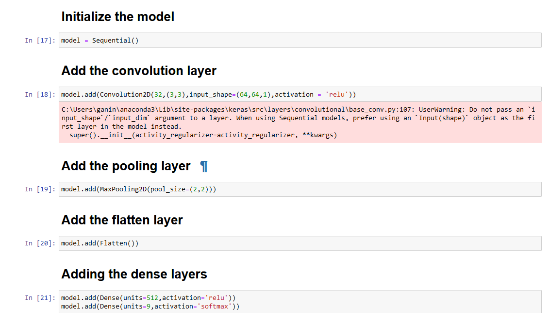 Initialize the model
In [17]: model = Sequential()
Add the convolution layer
In [18]: model.add(Convolution2D(32,(3,3),input_shape=(64,64,1),activation = 'relu'))
C:\Users\ganin\anaconda3\Lib\site-packages\keras\src\layers\convolutional\base_conv.py:107: UserWarning: Do not pass an `i
nput_shape`/`input_dim` argument to a layer. When using Sequential models, prefer using an `Input(shape)` object as the fi
rst layer in the model instead.
super().__init__(activity_regularizer=activity_regularizer, **kwargs)
Add the pooling layer ¶
In [19]: model.add(MaxPooling2D(pool_size=(2,2)))
Add the flatten layer
In [20]: model.add(Flatten())
Adding the dense layers
In [21]: model.add(Dense(units=512,activation='relu'))
model.add(Dense(units=9,activation='softmax'))